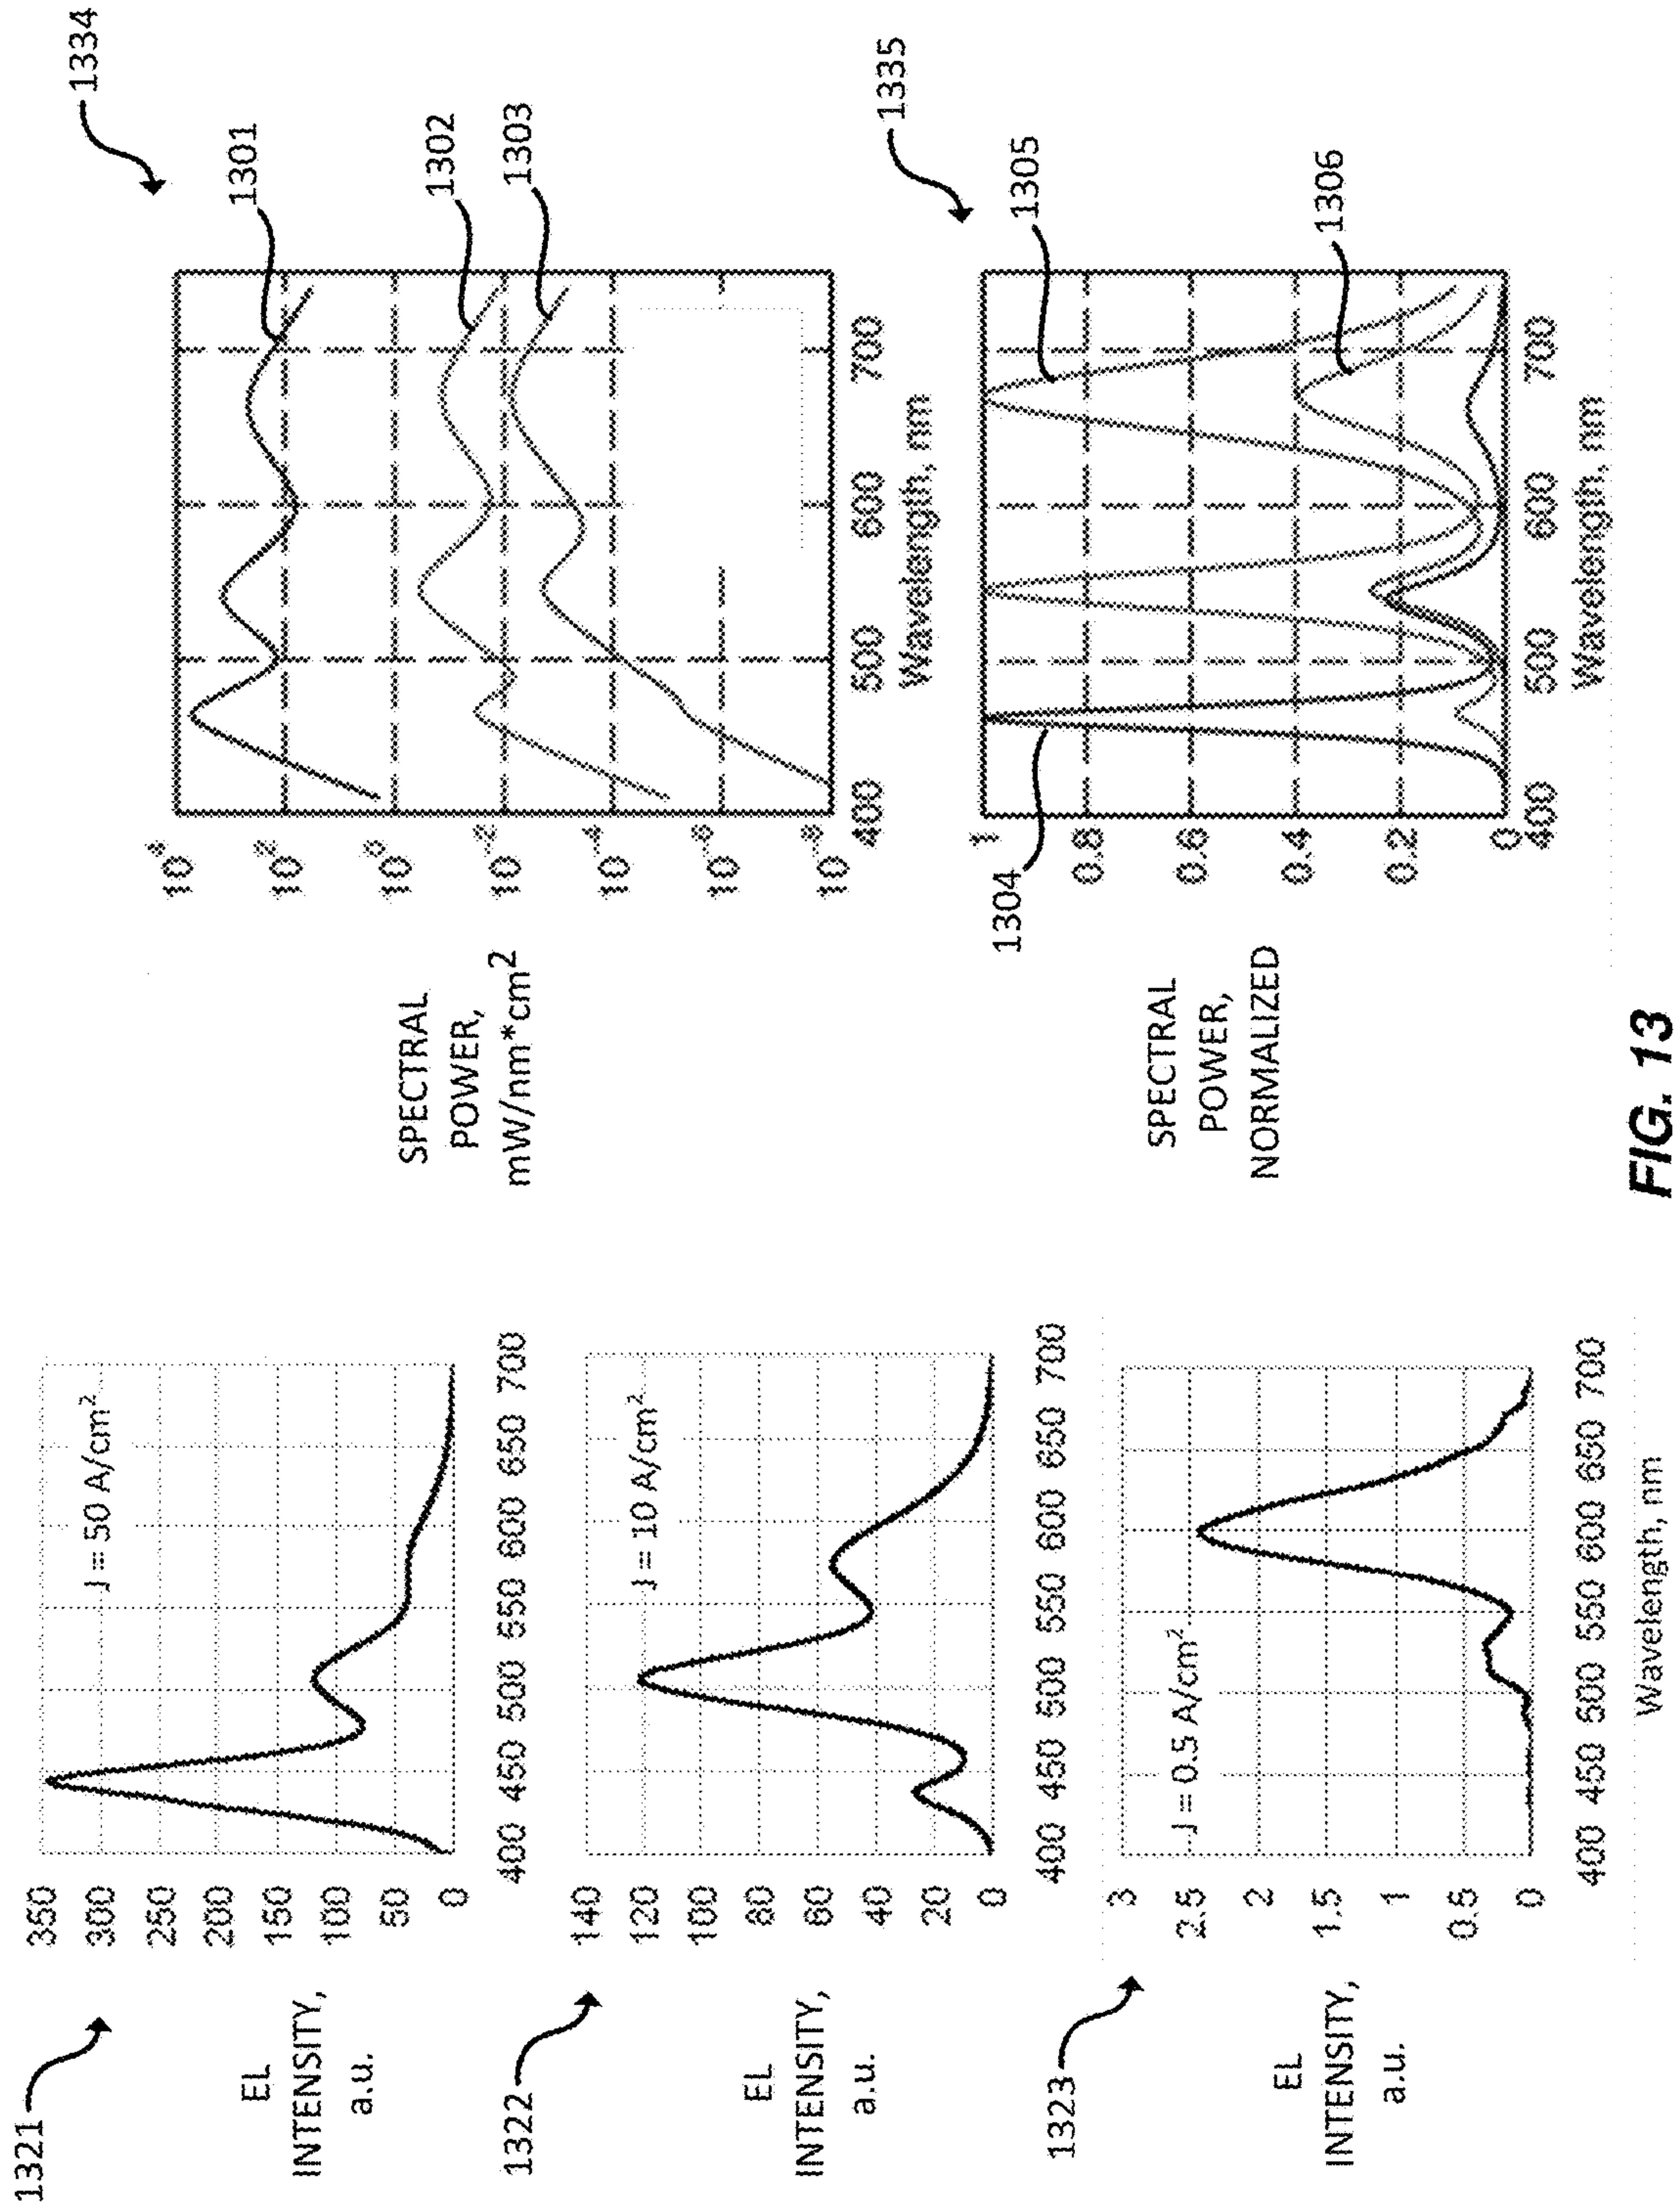 1321
EL
INTENSITY,
a.u.
350
300
250
200
150
100
50
0
J = 50 A/cm²
400 450 500 550 600 650 700
1322
EL
INTENSITY,
a.u.
140
120
100
80
60
40
20
0
J = 10 A/cm²
400 450 500 550 600 650 700
1323
EL
INTENSITY,
a.u.
3
2.5
2
1.5
1
0.5
0
J = 0.5 A/cm²
400 450 500 550 600 650 700
Wavelength, nm
1334
SPECTRAL
POWER,
mW/nm*cm²
10⁴
10²
10⁰
10⁻²
10⁻⁴
10⁻⁶
10⁻⁸
1301
1302
1303
400 500 600 700
Wavelength, nm
1335
SPECTRAL
POWER,
NORMALIZED
1304
1305
1306
1
0.8
0.6
0.4
0.2
0
400 500 600 700
Wavelength, nm
FIG. 13